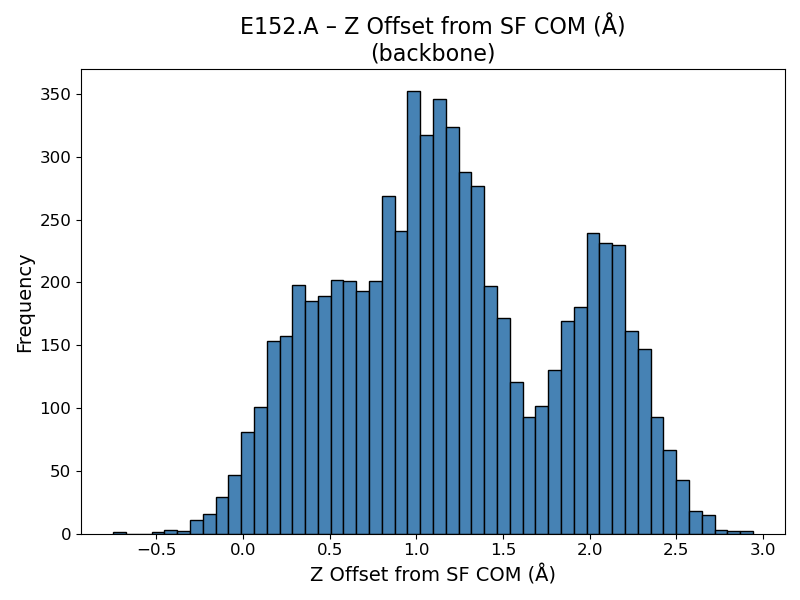 E152.A – Z Offset from SF COM (Å)
(backbone)
Frequency
350
300
250
200
150
100
50
0
−0.5 0.0 0.5 1.0 1.5 2.0 2.5 3.0
Z Offset from SF COM (Å)